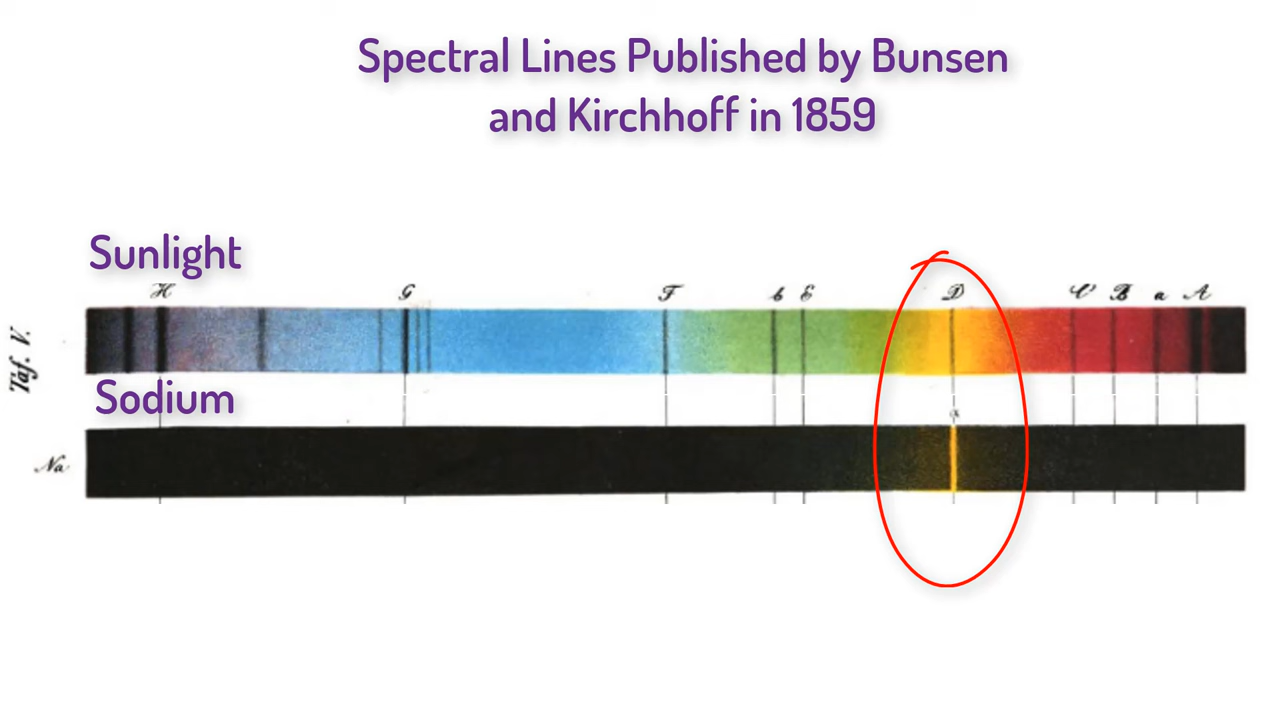 Spectral Lines Published by Bunsen
and Kirchhoff in 1859
Sunlight
H G F b E D C B a A
Taf. V.
Sodium
α
Na